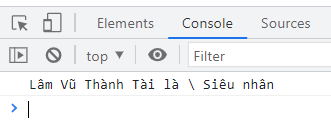 Elements Console Sources
top Filter
Lâm Vũ Thành Tài là \ Siêu nhân
>